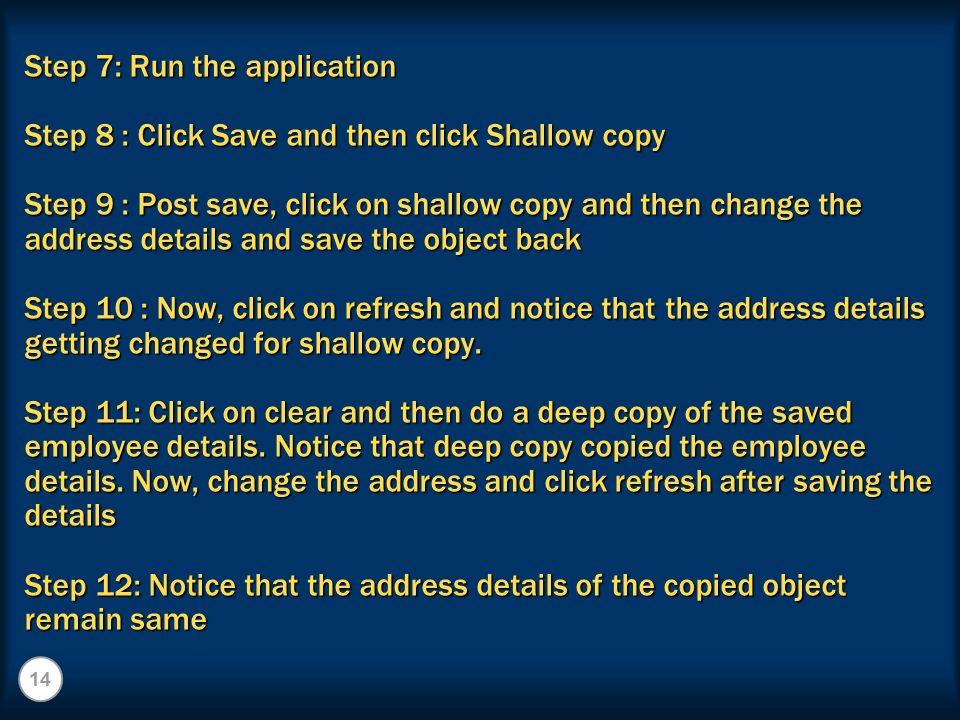 Step 7: Run the application
Step 8 : Click Save and then click Shallow copy
Step 9 : Post save, click on shallow copy and then change the
address details and save the object back
Step 10 : Now, click on refresh and notice that the address details
getting changed for shallow copy.
Step 11: Click on clear and then do a deep copy of the saved
employee details. Notice that deep copy copied the employee
details. Now, change the address and click refresh after saving the
details
Step 12: Notice that the address details of the copied object
remain same
14